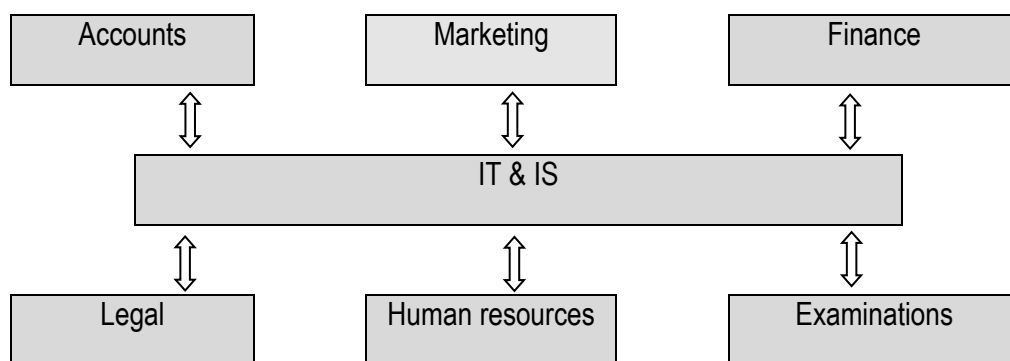 Accounts
Marketing
Finance
IT & IS
Legal
Human resources
Examinations